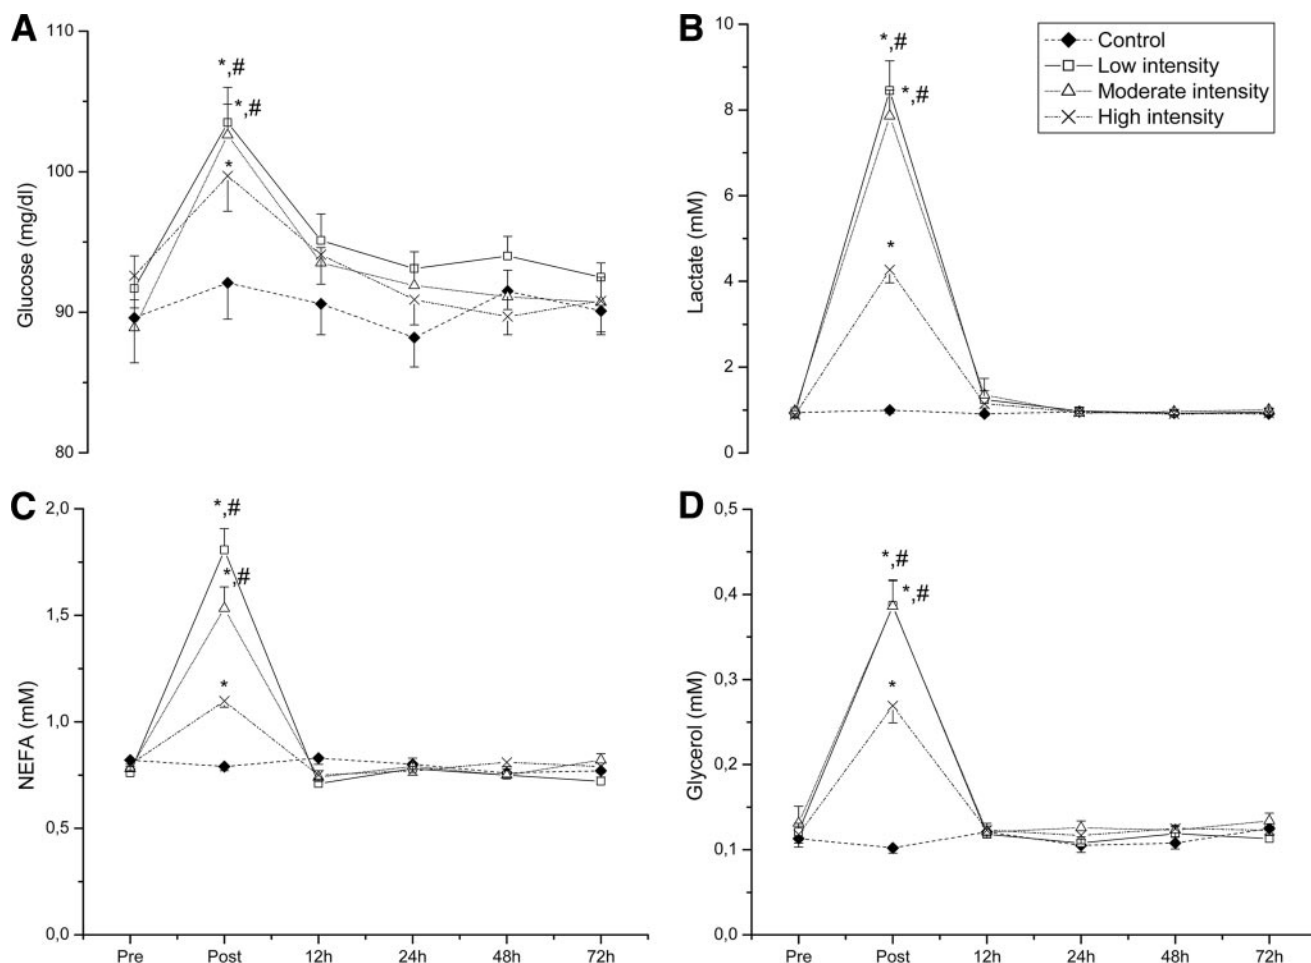 A
Glucose (mg/dl)
110
100
90
80
*,#
*,#
*
B
Lactate (mM)
10
8
6
4
2
0
*,#
*,#
*
Control
Low intensity
Moderate intensity
High intensity
C
NEFA (mM)
2,0
1,5
1,0
0,5
0,0
*,#
*,#
*
Pre Post 12h 24h 48h 72h
D
Glycerol (mM)
0,5
0,4
0,3
0,2
0,1
0,0
*,#
*,#
*
Pre Post 12h 24h 48h 72h